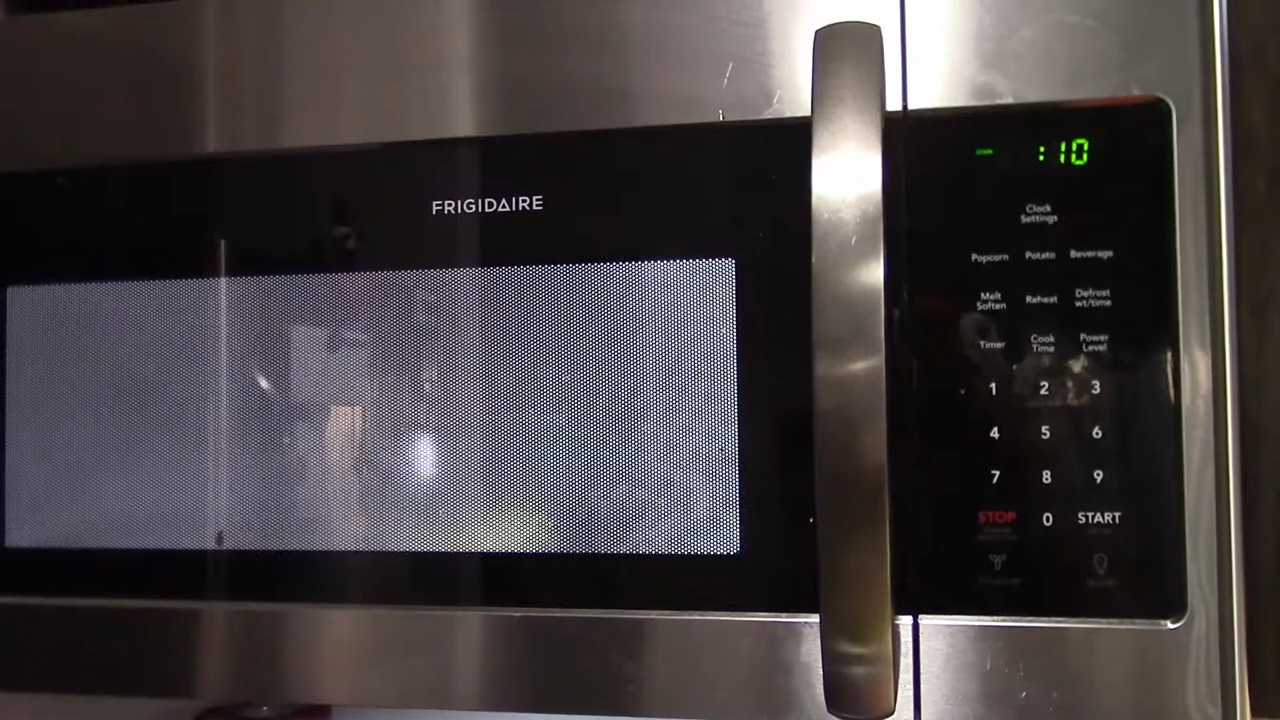 FRIGIDAIRE
:10
Clock
Settings
Popcorn Potato Beverage
Melt
Soften
Reheat
Defrost
wt/time
Timer
Cook
Time
Power
Level
1 2 3
4 5 6
7 8 9
STOP 0 START